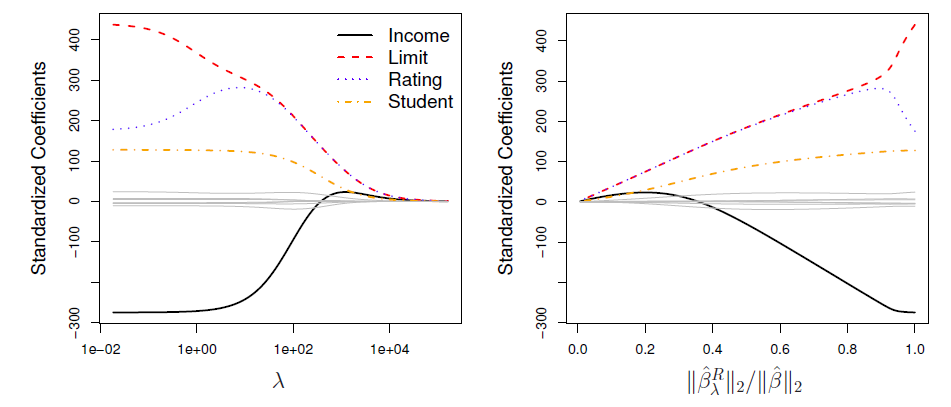 Standardized Coefficients
400
300
200
100
0
−100
−300
Income
Limit
Rating
Student
1e−02
1e+00
1e+02
1e+04
λ
Standardized Coefficients
400
300
200
100
0
−100
−300
0.0
0.2
0.4
0.6
0.8
1.0
‖β̂λR‖2/‖β̂‖2